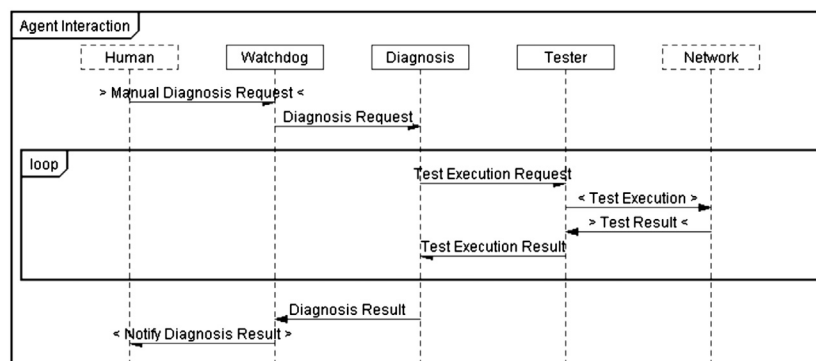 Agent Interaction
Human Watchdog Diagnosis Tester Network
> Manual Diagnosis Request <
Diagnosis Request
loop
Test Execution Request
< Test Execution >
> Test Result <
Test Execution Result
Diagnosis Result
< Notify Diagnosis Result >